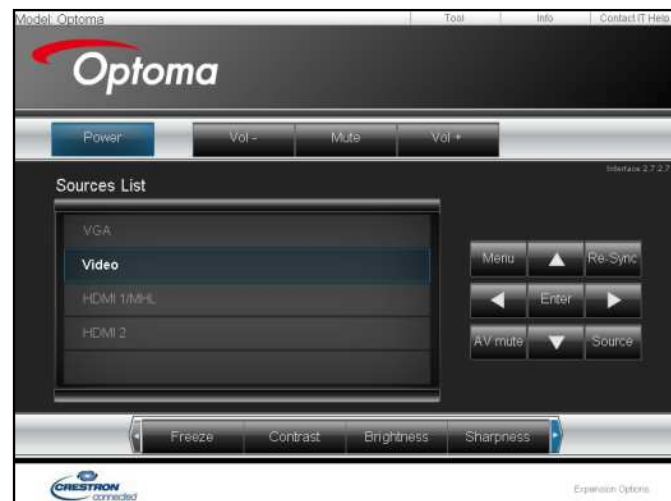 Model: Optoma
Tool
Info
Contact IT Help
Optoma
Power
Vol -
Mute
Vol +
Interface 2.7.2.7
Sources List
VGA
Video
HDMI 1/MHL
HDMI 2
Menu
Re-Sync
Enter
AV mute
Source
Freeze
Contrast
Brightness
Sharpness
CRESTRON
connected
Expansion Options